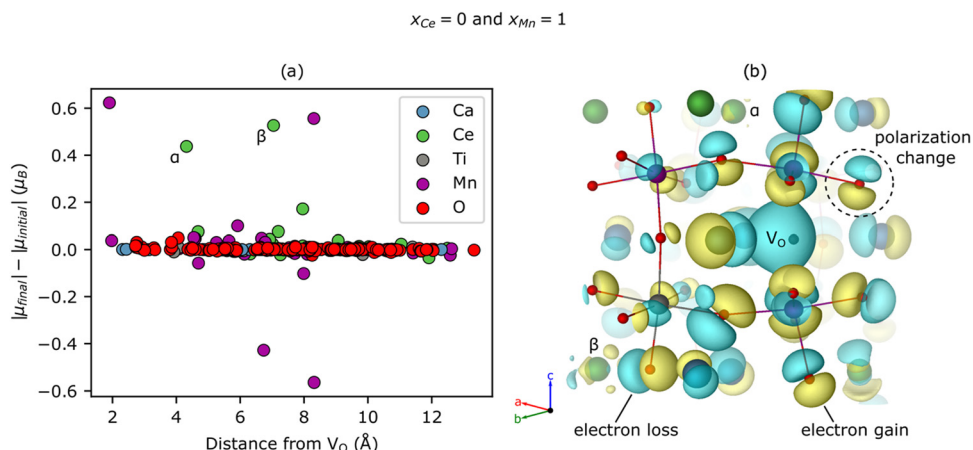 x_Ce = 0 and x_Mn = 1
(a)
(b)
|μ_final| − |μ_initial| (μ_B)
0.6
0.4
0.2
0.0
−0.2
−0.4
−0.6
α
β
Ca
Ce
Ti
Mn
O
2
4
6
8
10
12
Distance from V_O (Å)
α
polarization
change
V_O
β
c
a
b
electron loss
electron gain